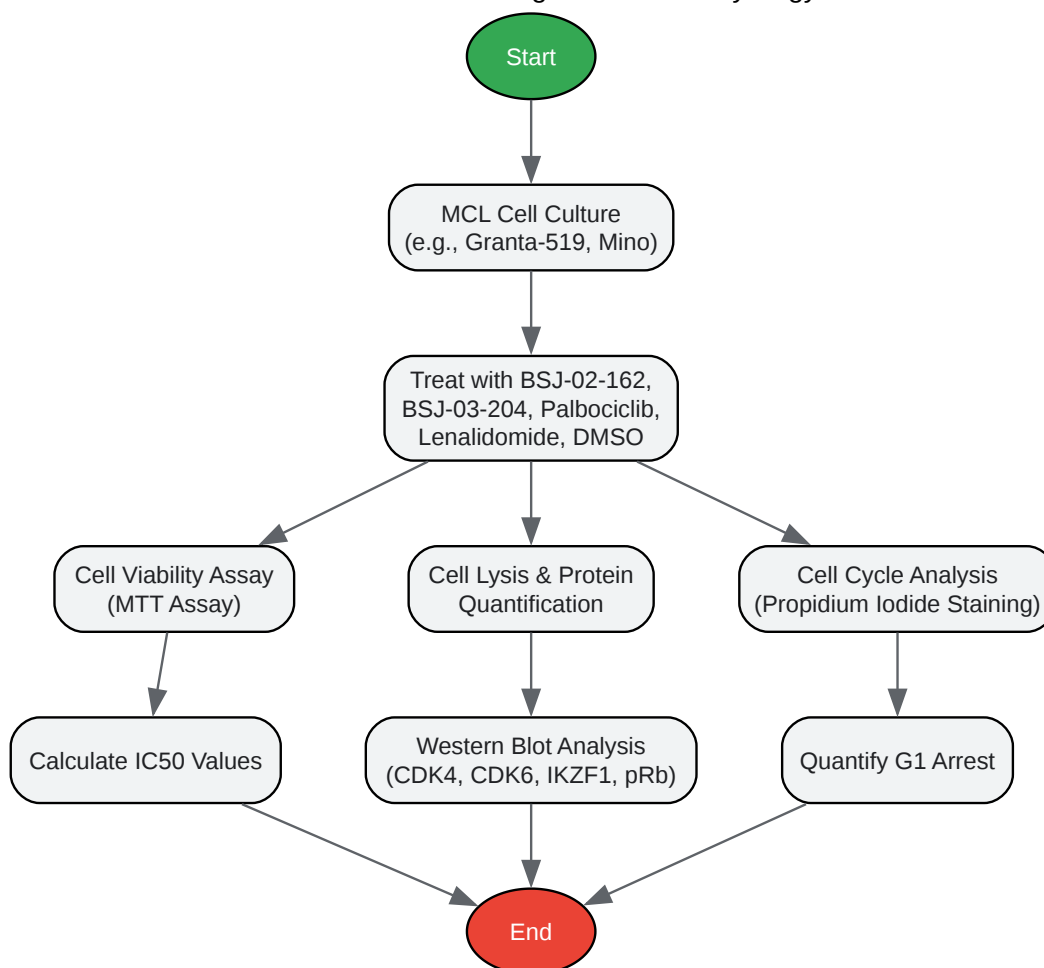 Start
MCL Cell Culture
(e.g., Granta-519, Mino)
Treat with BSJ-02-162,
BSJ-03-204, Palbociclib,
Lenalidomide, DMSO
Cell Viability Assay
(MTT Assay)
Cell Lysis & Protein
Quantification
Cell Cycle Analysis
(Propidium Iodide Staining)
Calculate IC50 Values
Western Blot Analysis
(CDK4, CDK6, IKZF1, pRb)
Quantify G1 Arrest
End